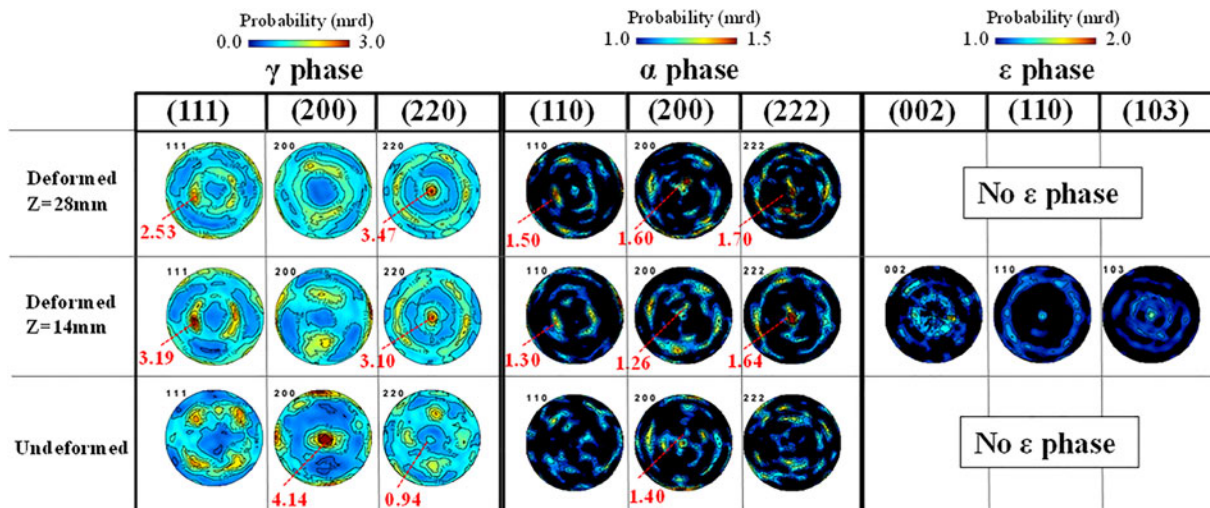 Probability (mrd) Probability (mrd) Probability (mrd)
0.0 3.0 1.0 1.5 1.0 2.0
γ phase α phase ε phase
(111) (200) (220) (110) (200) (222) (002) (110) (103)
111 200 220 110 200 222
Deformed
Z=28mm
No ε phase
2.53 3.47 1.50 1.60 1.70
111 200 220 110 200 222 002 110 103
Deformed
Z=14mm
3.19 3.10 1.30 1.26 1.64
111 200 220 110 200 222
Undeformed
No ε phase
4.14 0.94 1.40